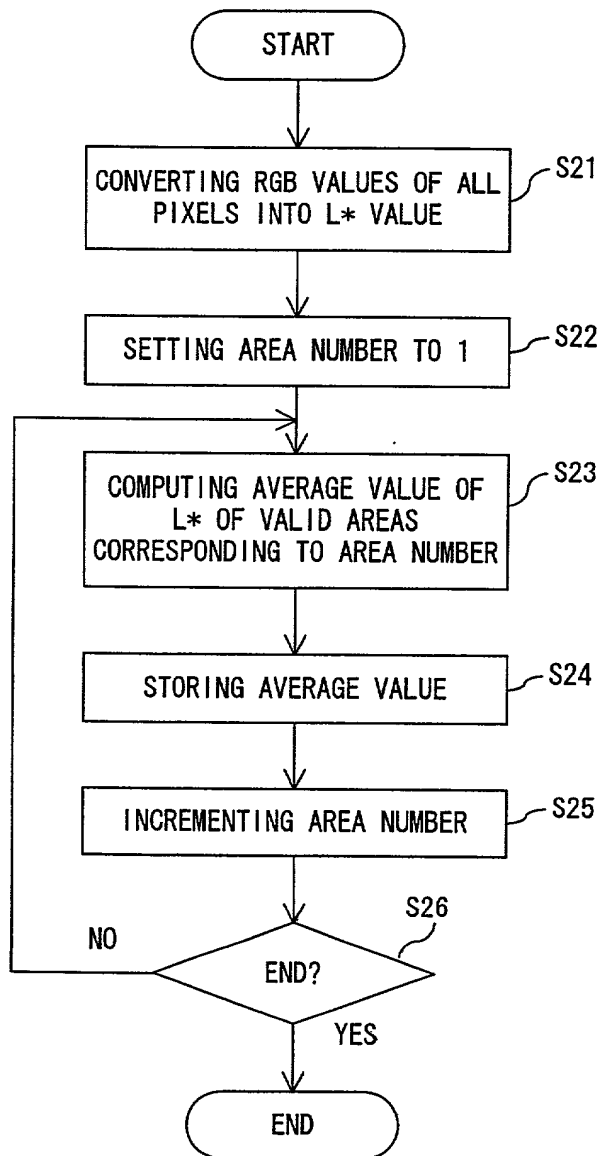 START
CONVERTING RGB VALUES OF ALL
PIXELS INTO L* VALUE
S21
SETTING AREA NUMBER TO 1
S22
COMPUTING AVERAGE VALUE OF
L* OF VALID AREAS
CORRESPONDING TO AREA NUMBER
S23
STORING AVERAGE VALUE
S24
INCREMENTING AREA NUMBER
S25
S26
NO
END?
YES
END